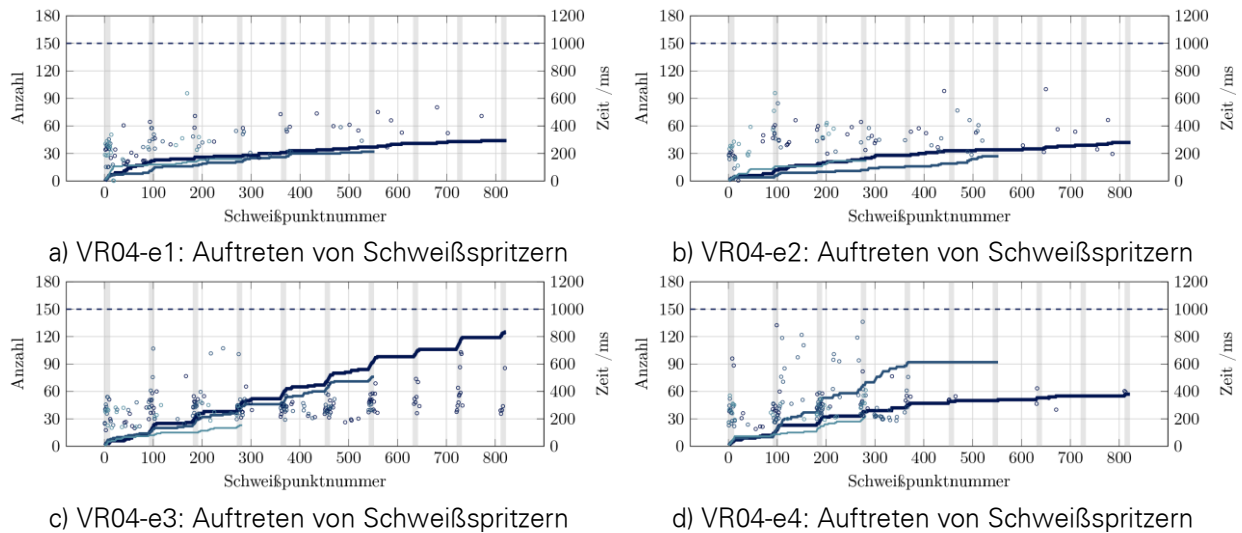 180
150
120
90
60
30
0
Anzahl
1200
1000
800
600
400
200
0
Zeit /ms
0 100 200 300 400 500 600 700 800
Schweißpunktnummer
a) VR04-e1: Auftreten von Schweißspritzern
180
150
120
90
60
30
0
Anzahl
1200
1000
800
600
400
200
0
Zeit /ms
0 100 200 300 400 500 600 700 800
Schweißpunktnummer
b) VR04-e2: Auftreten von Schweißspritzern
180
150
120
90
60
30
0
Anzahl
1200
1000
800
600
400
200
0
Zeit /ms
0 100 200 300 400 500 600 700 800
Schweißpunktnummer
c) VR04-e3: Auftreten von Schweißspritzern
180
150
120
90
60
30
0
Anzahl
1200
1000
800
600
400
200
0
Zeit /ms
0 100 200 300 400 500 600 700 800
Schweißpunktnummer
d) VR04-e4: Auftreten von Schweißspritzern